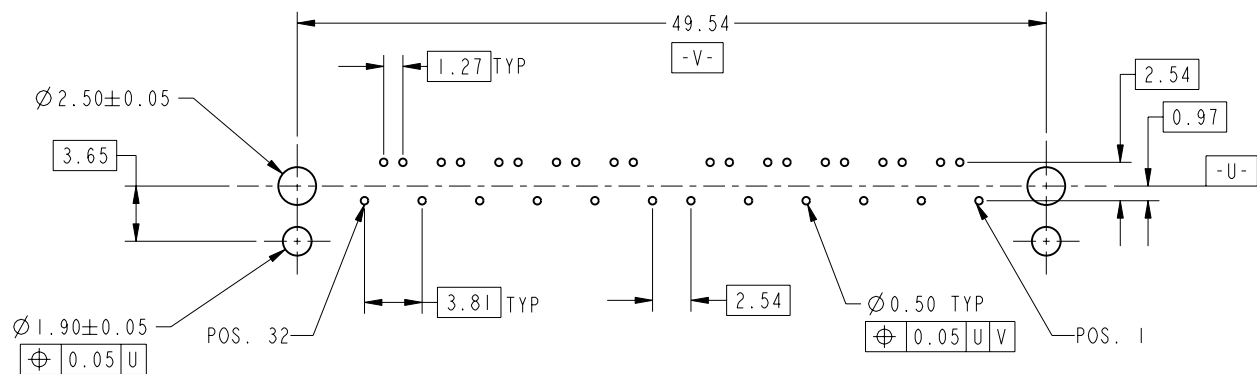 49.54
-V-
1.27 TYP
2.54
Ø2.50±0.05
0.97
3.65
-U-
3.81 TYP
2.54
Ø0.50 TYP
Ø1.90±0.05
POS. 32
⌖ 0.05 U V
POS. 1
⌖ 0.05 U